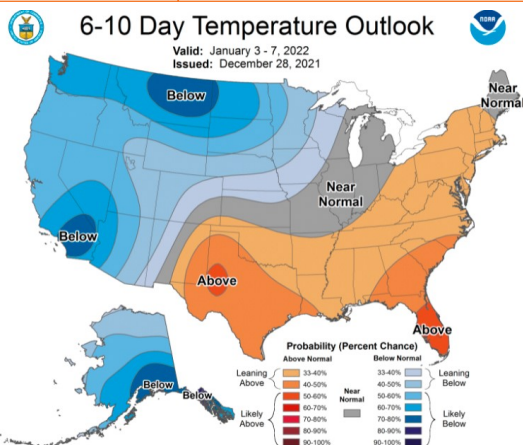 6-10 Day Temperature Outlook
Valid: January 3 - 7, 2022
Issued: December 28, 2021
NOAA
Below
Near
Normal
Near
Normal
Below
Above
Above
Below
Below
Probability (Percent Chance)
Above Normal
Below Normal
Leaning
Above
33-40%
40-50%
Likely
Above
50-60%
60-70%
70-80%
80-90%
90-100%
Near
Normal
33-40%
40-50%
Leaning
Below
50-60%
60-70%
70-80%
80-90%
90-100%
Likely
Below